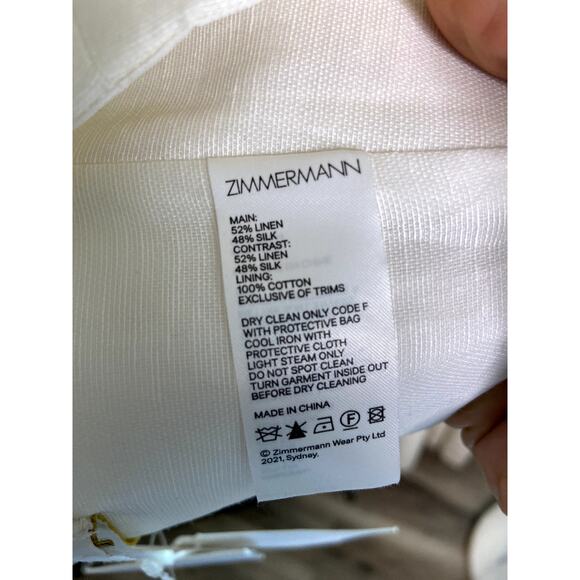 ZIMMERMANN
MAIN:
52% LINEN
48% SILK
CONTRAST:
52% LINEN
48% SILK
LINING:
100% COTTON
EXCLUSIVE OF TRIMS
DRY CLEAN ONLY CODE F
WITH PROTECTIVE BAG
COOL IRON WITH
PROTECTIVE CLOTH
LIGHT STEAM ONLY
DO NOT SPOT CLEAN
TURN GARMENT INSIDE OUT
BEFORE DRY CLEANING
MADE IN CHINA
F
© Zimmermann Wear Pty Ltd
2021, Sydney.